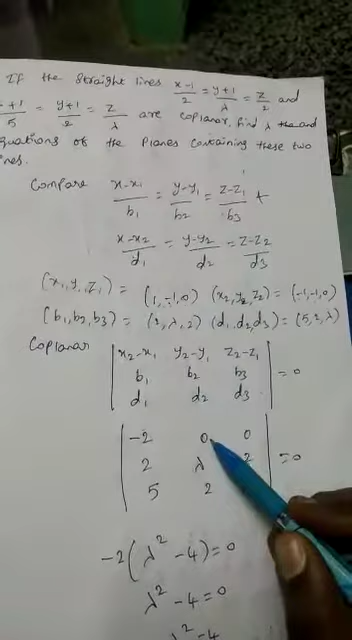 If the straight lines x-1/2 = y+1/λ = z/2 and
+1/5 = y+1/2 = z/λ are coplanar, find λ and
equations of the planes containing these two
ines.
Compare x-x₁/b₁ = y-y₁/b₂ = z-z₁/b₃ +
x-x₂/d₁ = y-y₂/d₂ = z-z₂/d₃
(x₁, y₁, z₁) = (1, -1, 0) (x₂, y₂, z₂) = (-1, -1, 0)
(b₁, b₂, b₃) = (2, λ, 2) (d₁, d₂, d₃) = (5, 2, λ)
Coplanar | x₂-x₁ y₂-y₁ z₂-z₁ |
| b₁ b₂ b₃ | = 0
| d₁ d₂ d₃ |
| -2 0 0 |
| 2 λ 2 | = 0
| 5 2
-2(λ² - 4) = 0
λ² - 4 = 0
λ² = 4